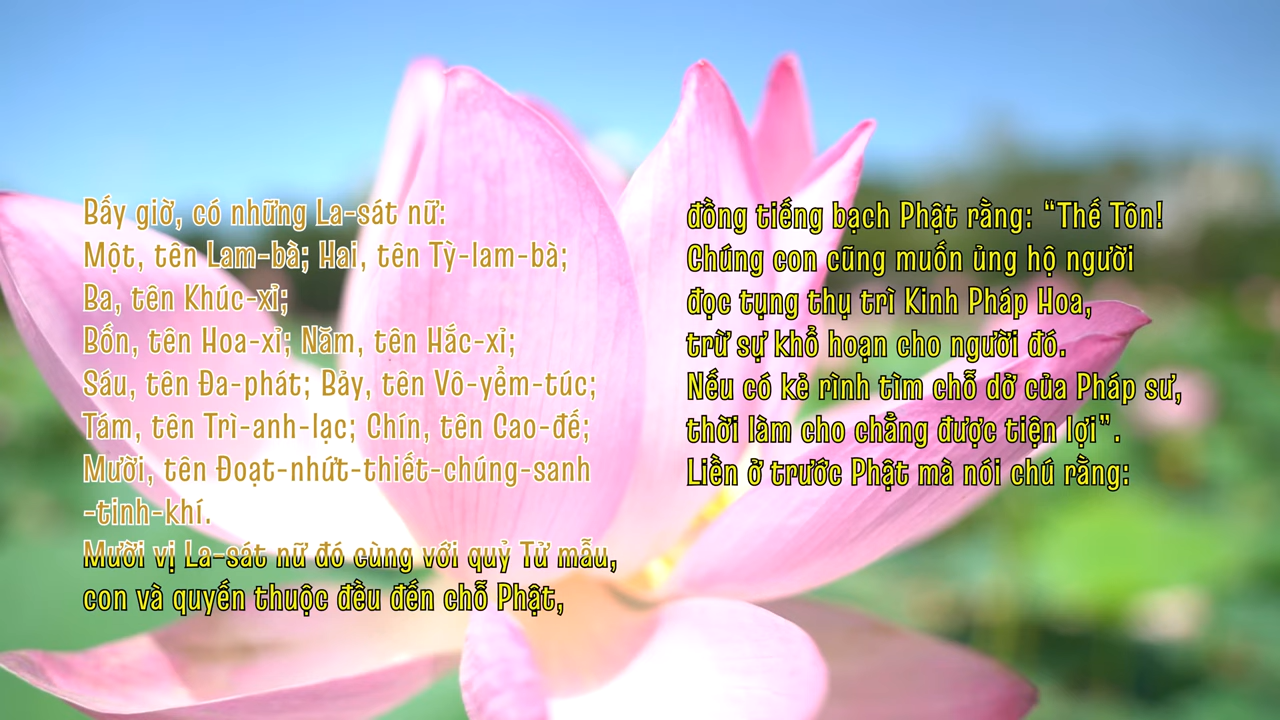 Bấy giờ, có những La-sát nữ:
Một, tên Lam-bà; Hai, tên Tỳ-lam-bà;
Ba, tên Khúc-xỉ;
Bốn, tên Hoa-xỉ; Năm, tên Hắc-xỉ;
Sáu, tên Đa-phát; Bảy, tên Vô-yểm-túc;
Tám, tên Trì-anh-lạc; Chín, tên Cao-đế;
Mười, tên Đoạt-nhứt-thiết-chúng-sanh
-tinh-khí.
Mười vị La-sát nữ đó cùng với quỷ Tử mẫu,
con và quyến thuộc đều đến chỗ Phật,
đồng tiếng bạch Phật rằng: “Thế Tôn!
Chúng con cũng muốn ủng hộ người
đọc tụng thụ trì Kinh Pháp Hoa,
trừ sự khổ hoạn cho người đó.
Nếu có kẻ rình tìm chỗ dỡ của Pháp sư,
thời làm cho chẳng được tiện lợi”.
Liền ở trước Phật mà nói chú rằng: